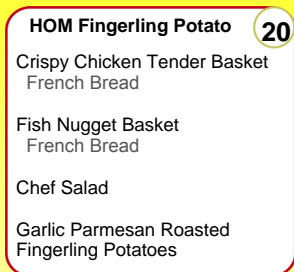 HOM Fingerling Potato
20
Crispy Chicken Tender Basket
French Bread
Fish Nugget Basket
French Bread
Chef Salad
Garlic Parmesan Roasted
Fingerling Potatoes